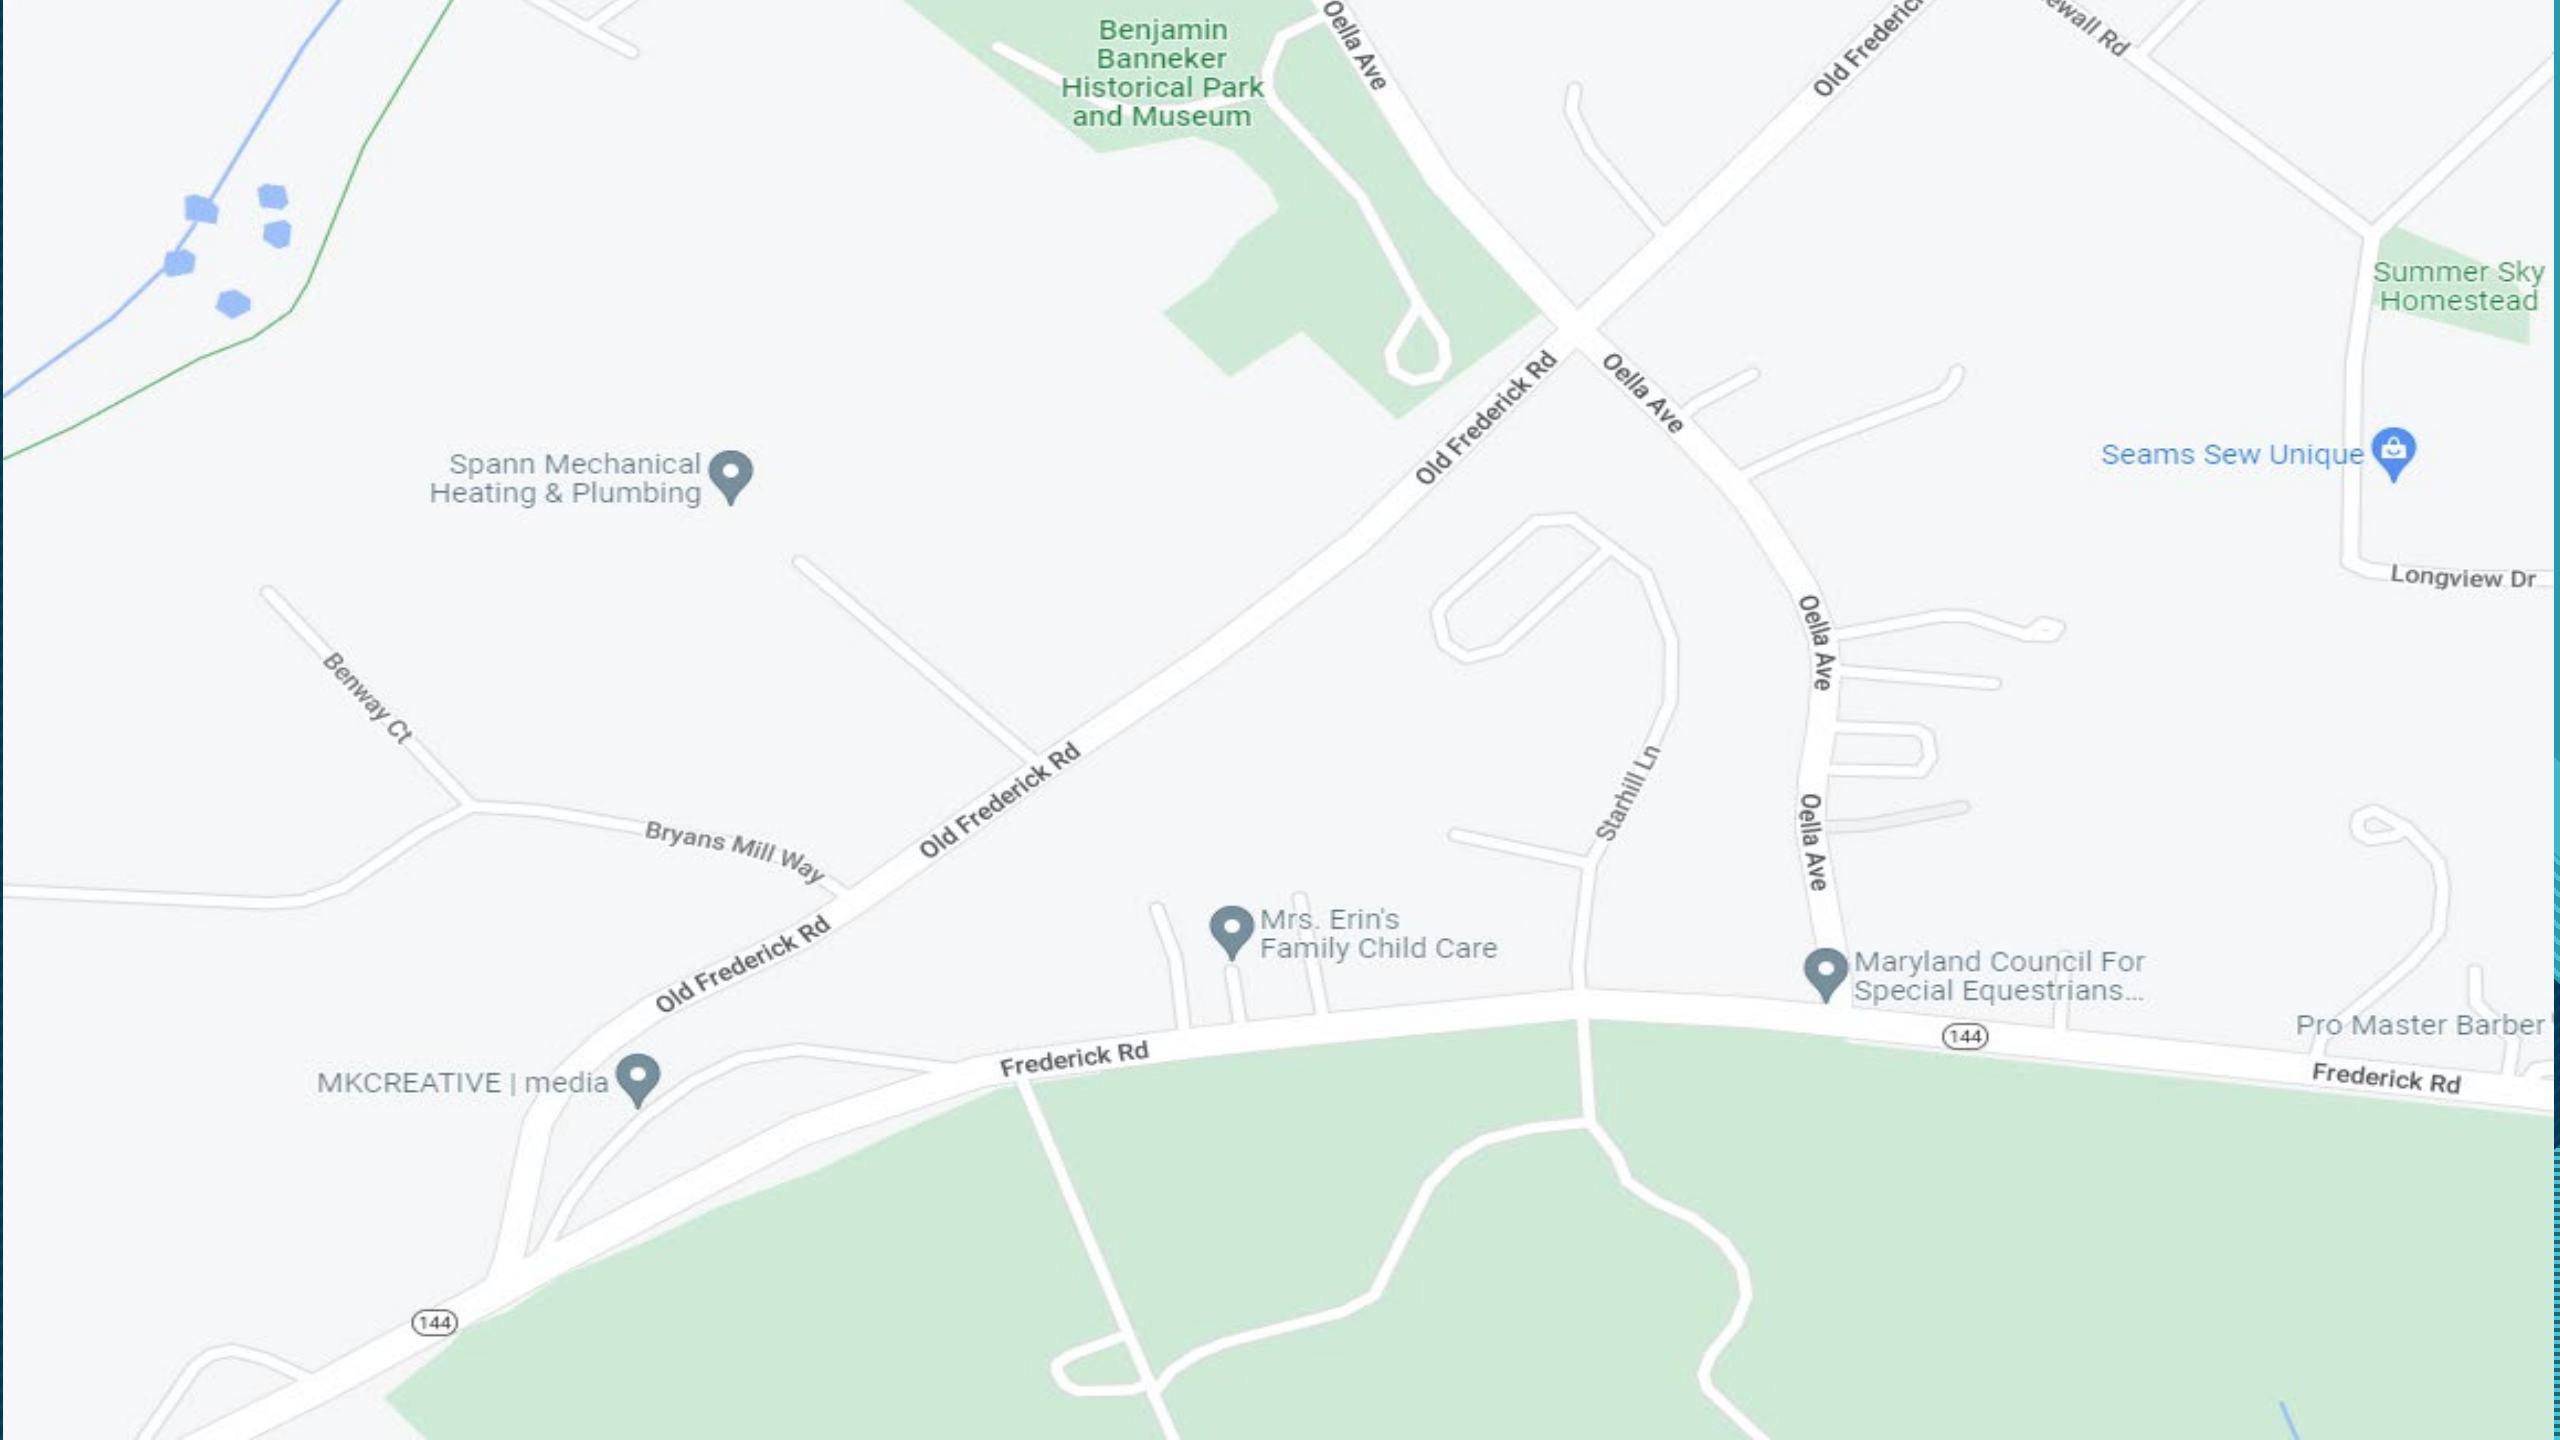 Benjamin
Banneker
Historical Park
and Museum
Oella Ave
Old Frederick
ewall Rd
Summer Sky
Homestead
Old Frederick Rd
Oella Ave
Spann Mechanical
Heating & Plumbing
Seams Sew Unique
Longview Dr
Oella Ave
Benway Ct
Bryans Mill Way
Old Frederick Rd
Starhill Ln
Oella Ave
Old Frederick Rd
Mrs. Erin's
Family Child Care
Maryland Council For
Special Equestrians...
144
Pro Master Barber
Frederick Rd
Frederick Rd
MKCREATIVE | media
144